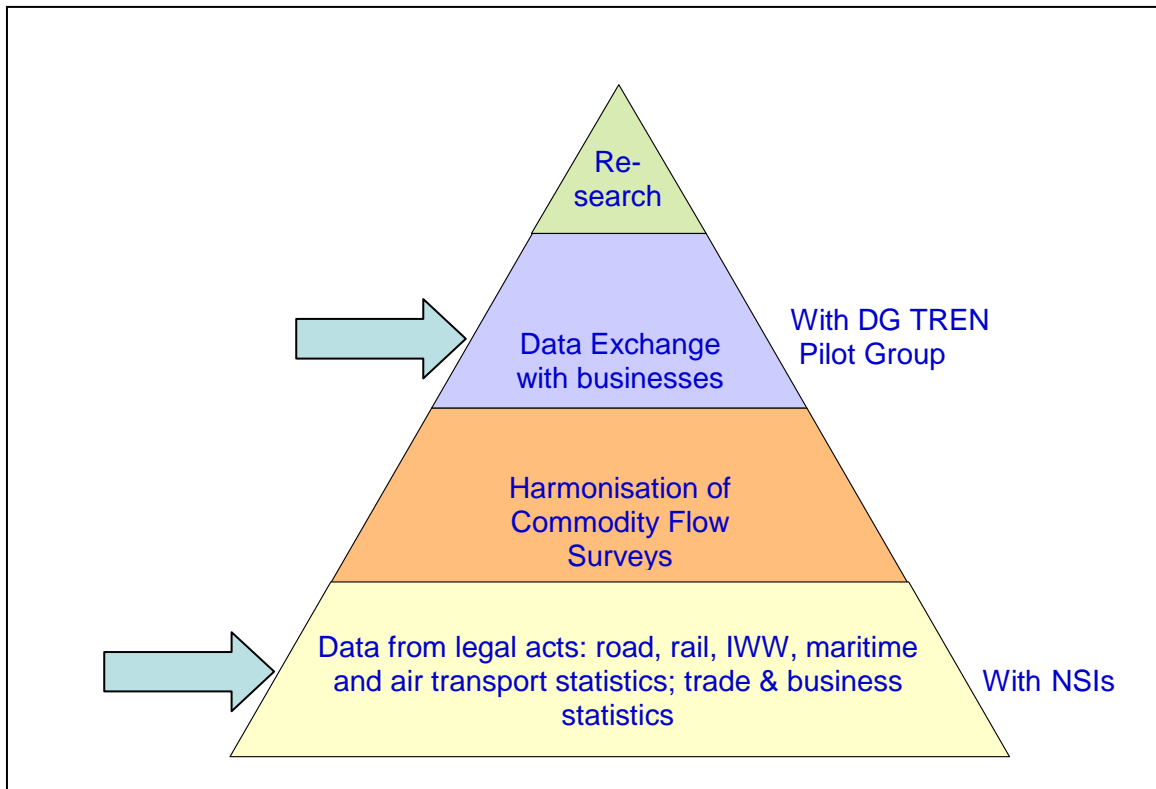 Re-
search
Data Exchange
with businesses
With DG TREN
Pilot Group
Harmonisation of
Commodity Flow
Surveys
Data from legal acts: road, rail, IWW, maritime
and air transport statistics; trade & business
statistics
With NSIs